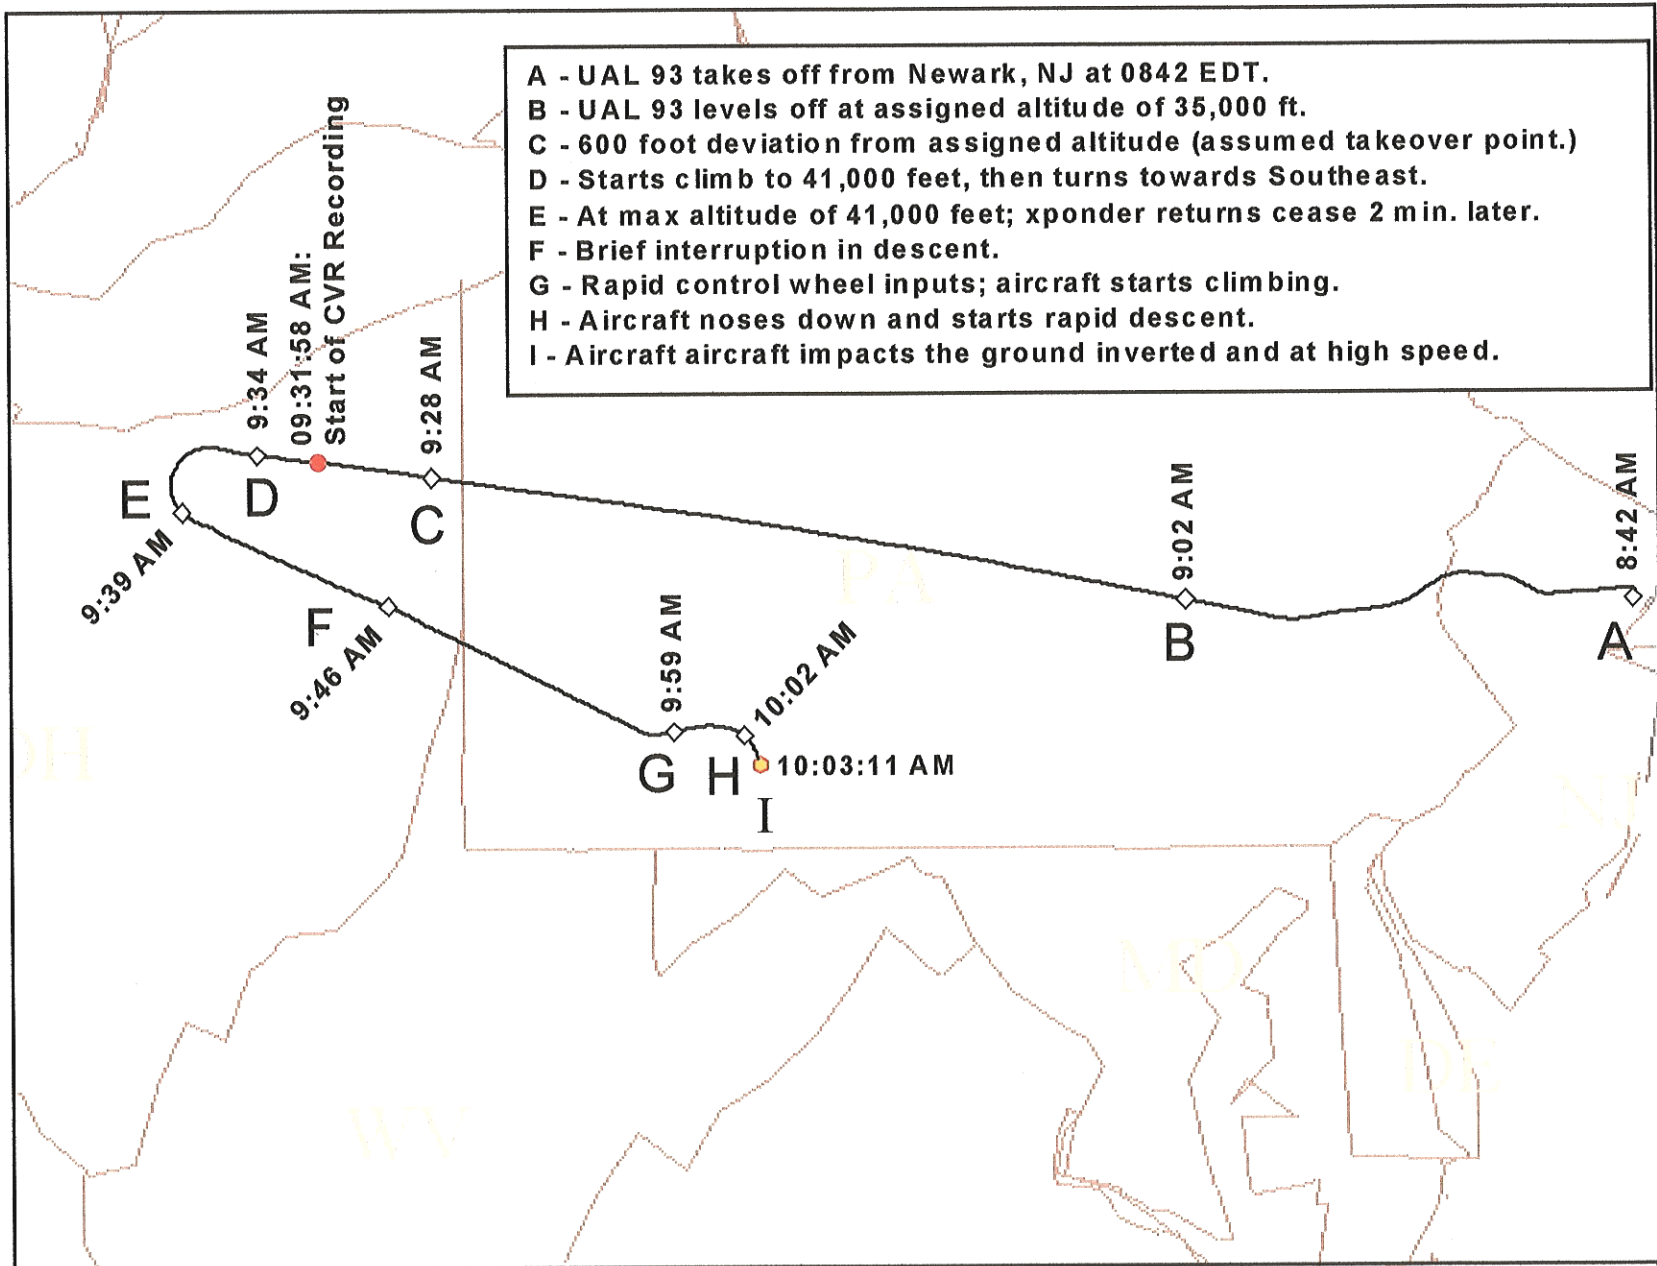 A - UAL 93 takes off from Newark, NJ at 0842 EDT.
B - UAL 93 levels off at assigned altitude of 35,000 ft.
C - 600 foot deviation from assigned altitude (assumed takeover point.)
D - Starts climb to 41,000 feet, then turns towards Southeast.
E - At max altitude of 41,000 feet; xponder returns cease 2 min. later.
F - Brief interruption in descent.
G - Rapid control wheel inputs; aircraft starts climbing.
H - Aircraft noses down and starts rapid descent.
I - Aircraft aircraft impacts the ground inverted and at high speed.
9:34 AM
09:31:58 AM:
Start of CVR Recording
9:28 AM
9:02 AM
8:42 AM
E
D
C
B
A
9:39 AM
F
9:46 AM
9:59 AM
10:02 AM
G
H
10:03:11 AM
I
PA
OH
NJ
MD
DE
WV